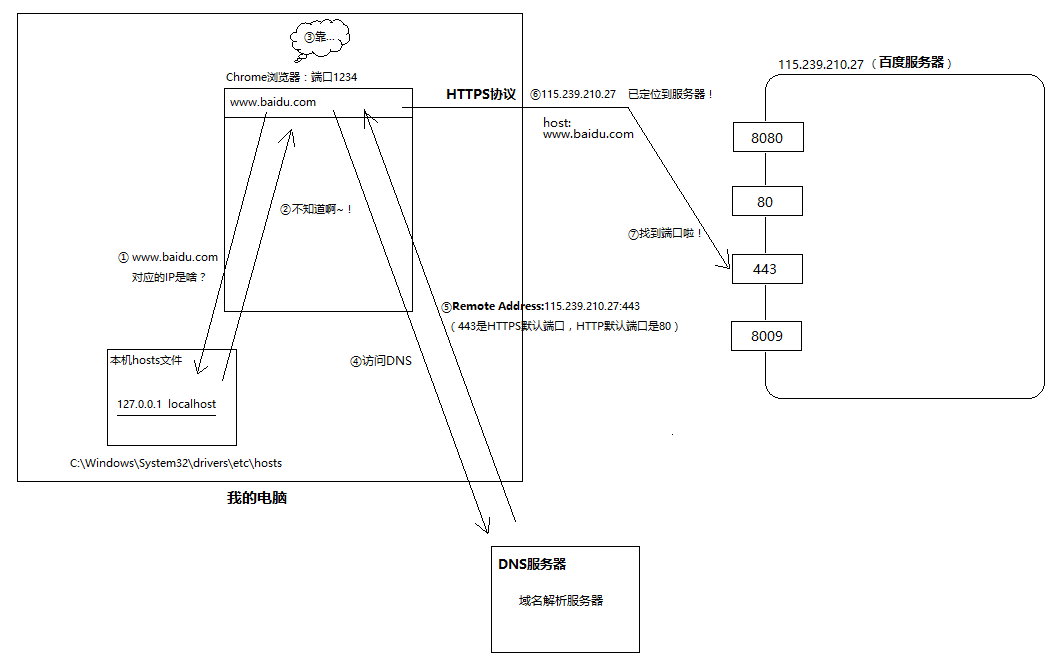 ③靠...
Chrome浏览器：端口1234
www.baidu.com
HTTPS协议
⑥115.239.210.27 已定位到服务器！
host:
www.baidu.com
115.239.210.27（百度服务器）
8080
80
443
8009
⑦找到端口啦！
②不知道啊~！
① www.baidu.com
对应的IP是啥？
⑤Remote Address:115.239.210.27:443
（443是HTTPS默认端口，HTTP默认端口是80）
④访问DNS
本机hosts文件
127.0.0.1 localhost
C:\Windows\System32\drivers\etc\hosts
我的电脑
DNS服务器
域名解析服务器